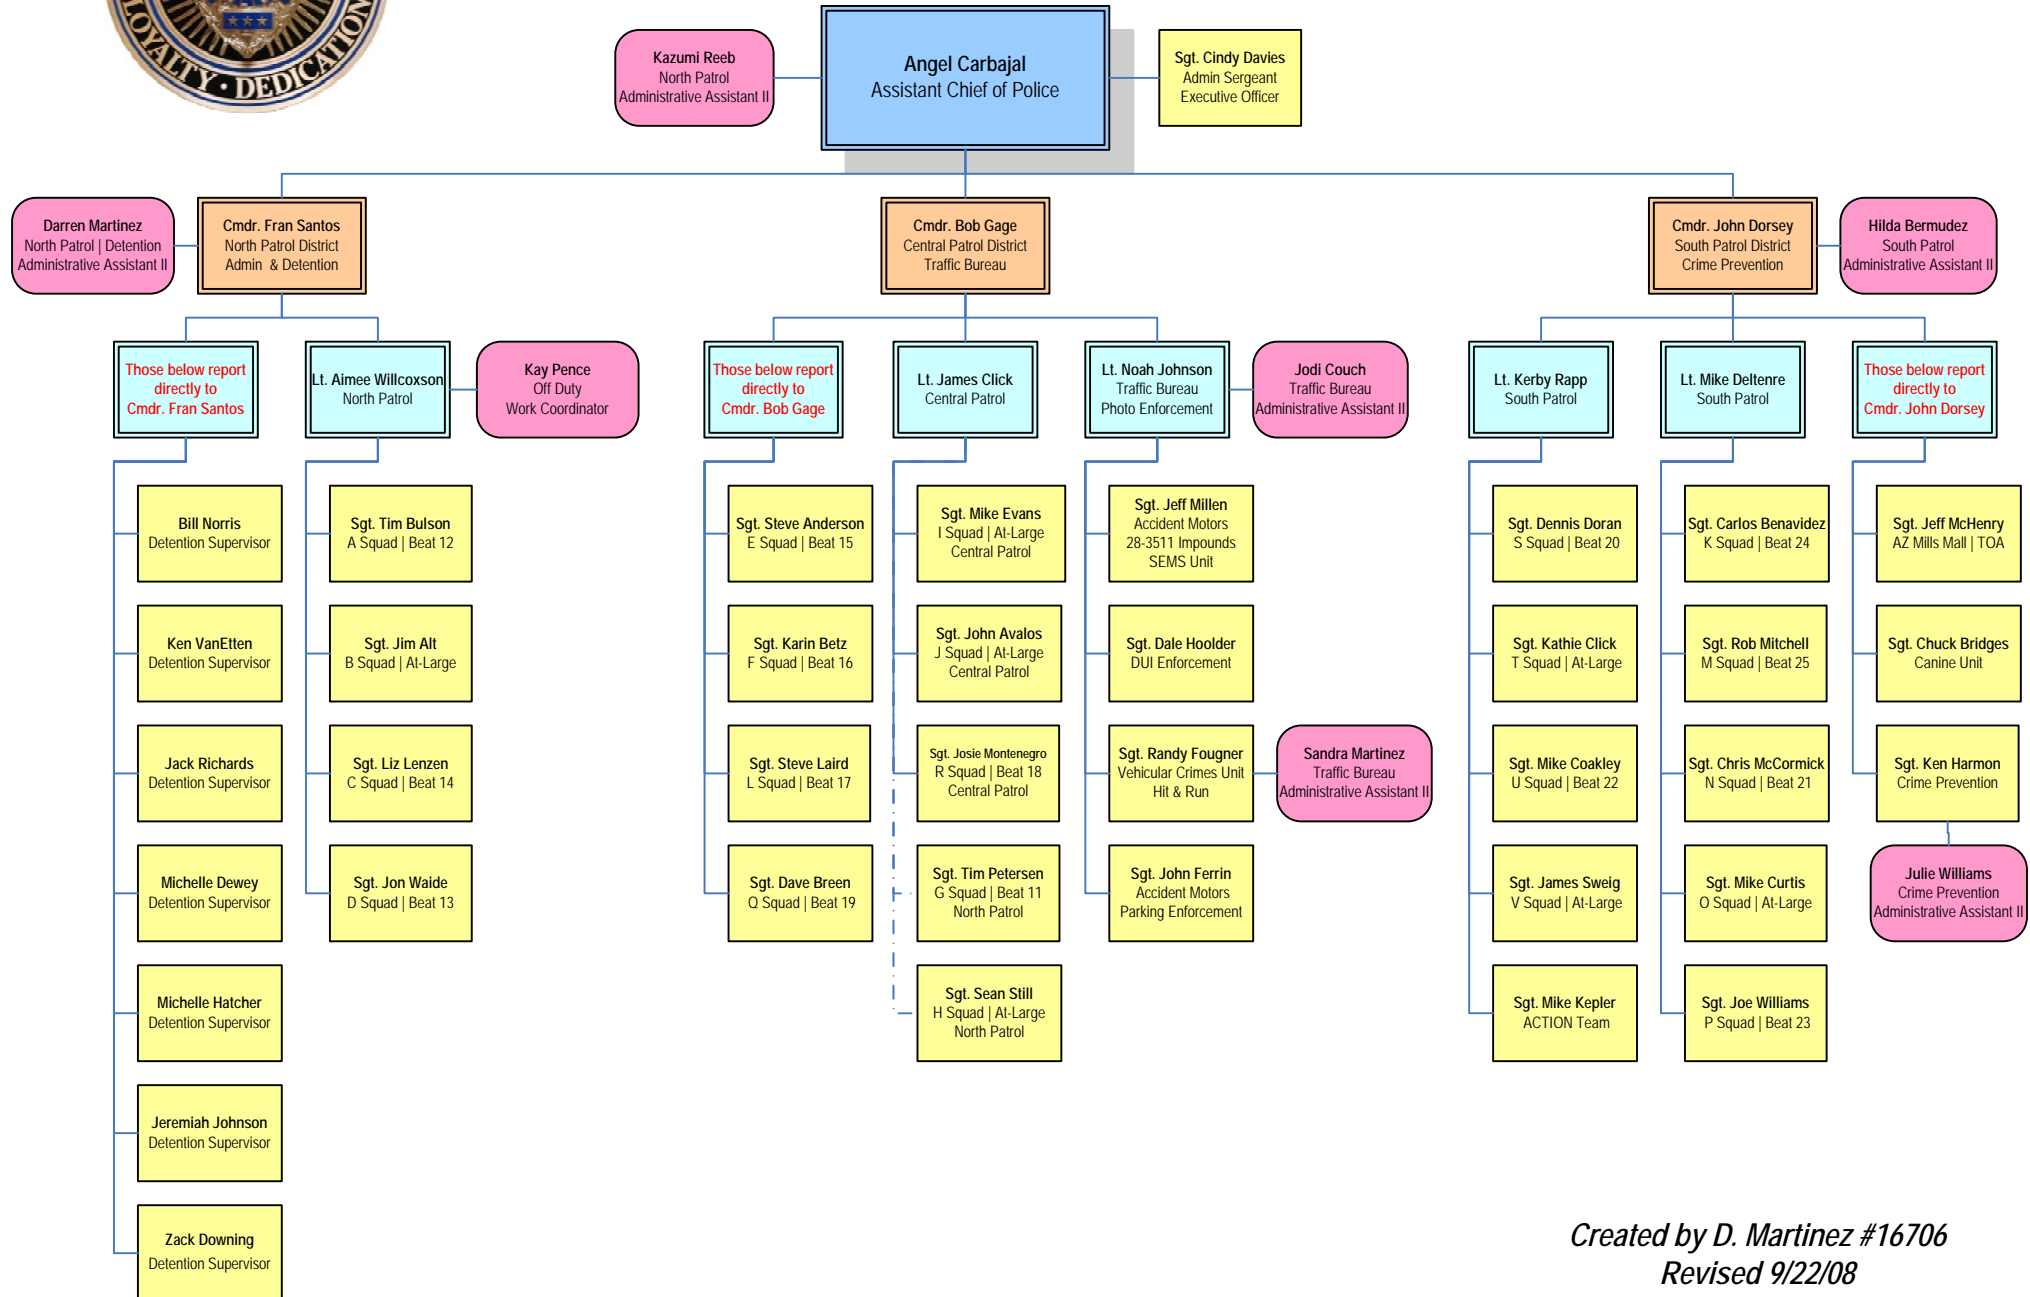 LOYALTY · DEDICATION
Kazumi Reeb
North Patrol
Administrative Assistant II
Angel Carbajal
Assistant Chief of Police
Sgt. Cindy Davies
Admin Sergeant
Executive Officer
Darren Martinez
North Patrol | Detention
Administrative Assistant II
Cmdr. Fran Santos
North Patrol District
Admin & Detention
Cmdr. Bob Gage
Central Patrol District
Traffic Bureau
Cmdr. John Dorsey
South Patrol District
Crime Prevention
Hilda Bermudez
South Patrol
Administrative Assistant II
Those below report
directly to
Cmdr. Fran Santos
Lt. Aimee Willcoxson
North Patrol
Kay Pence
Off Duty
Work Coordinator
Those below report
directly to
Cmdr. Bob Gage
Lt. James Click
Central Patrol
Lt. Noah Johnson
Traffic Bureau
Photo Enforcement
Jodi Couch
Traffic Bureau
Administrative Assistant II
Lt. Kerby Rapp
South Patrol
Lt. Mike Deltenre
South Patrol
Those below report
directly to
Cmdr. John Dorsey
Bill Norris
Detention Supervisor
Sgt. Tim Bulson
A Squad | Beat 12
Sgt. Steve Anderson
E Squad | Beat 15
Sgt. Mike Evans
I Squad | At-Large
Central Patrol
Sgt. Jeff Millen
Accident Motors
28-3511 Impounds
SEMS Unit
Sgt. Dennis Doran
S Squad | Beat 20
Sgt. Carlos Benavidez
K Squad | Beat 24
Sgt. Jeff McHenry
AZ Mills Mall | TOA
Ken VanEtten
Detention Supervisor
Sgt. Jim Alt
B Squad | At-Large
Sgt. Karin Betz
F Squad | Beat 16
Sgt. John Avalos
J Squad | At-Large
Central Patrol
Sgt. Dale Hoolder
DUI Enforcement
Sgt. Kathie Click
T Squad | At-Large
Sgt. Rob Mitchell
M Squad | Beat 25
Sgt. Chuck Bridges
Canine Unit
Jack Richards
Detention Supervisor
Sgt. Liz Lenzen
C Squad | Beat 14
Sgt. Steve Laird
L Squad | Beat 17
Sgt. Josie Montenegro
R Squad | Beat 18
Central Patrol
Sgt. Randy Fougner
Vehicular Crimes Unit
Hit & Run
Sandra Martinez
Traffic Bureau
Administrative Assistant II
Sgt. Mike Coakley
U Squad | Beat 22
Sgt. Chris McCormick
N Squad | Beat 21
Sgt. Ken Harmon
Crime Prevention
Michelle Dewey
Detention Supervisor
Sgt. Jon Waide
D Squad | Beat 13
Sgt. Dave Breen
Q Squad | Beat 19
Sgt. Tim Petersen
G Squad | Beat 11
North Patrol
Sgt. John Ferrin
Accident Motors
Parking Enforcement
Sgt. James Sweig
V Squad | At-Large
Sgt. Mike Curtis
O Squad | At-Large
Julie Williams
Crime Prevention
Administrative Assistant II
Michelle Hatcher
Detention Supervisor
Sgt. Sean Still
H Squad | At-Large
North Patrol
Sgt. Mike Kepler
ACTION Team
Sgt. Joe Williams
P Squad | Beat 23
Jeremiah Johnson
Detention Supervisor
Zack Downing
Detention Supervisor
Created by D. Martinez #16706
Revised 9/22/08